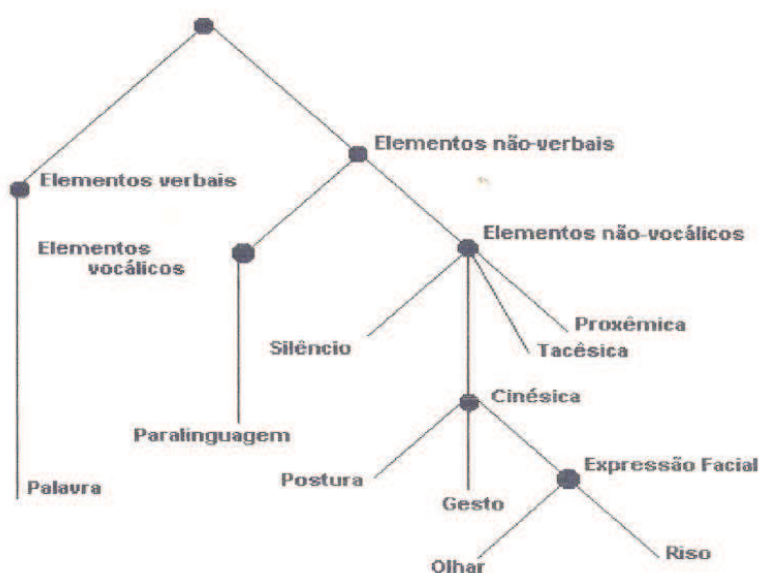 Elementos não-verbais
Elementos verbais
Elementos
vocálicos
Elementos não-vocálicos
Proxêmica
Silêncio
Tacêsica
Cinésica
Paralinguagem
Expressão Facial
Postura
Palavra
Gesto
Riso
Olhar